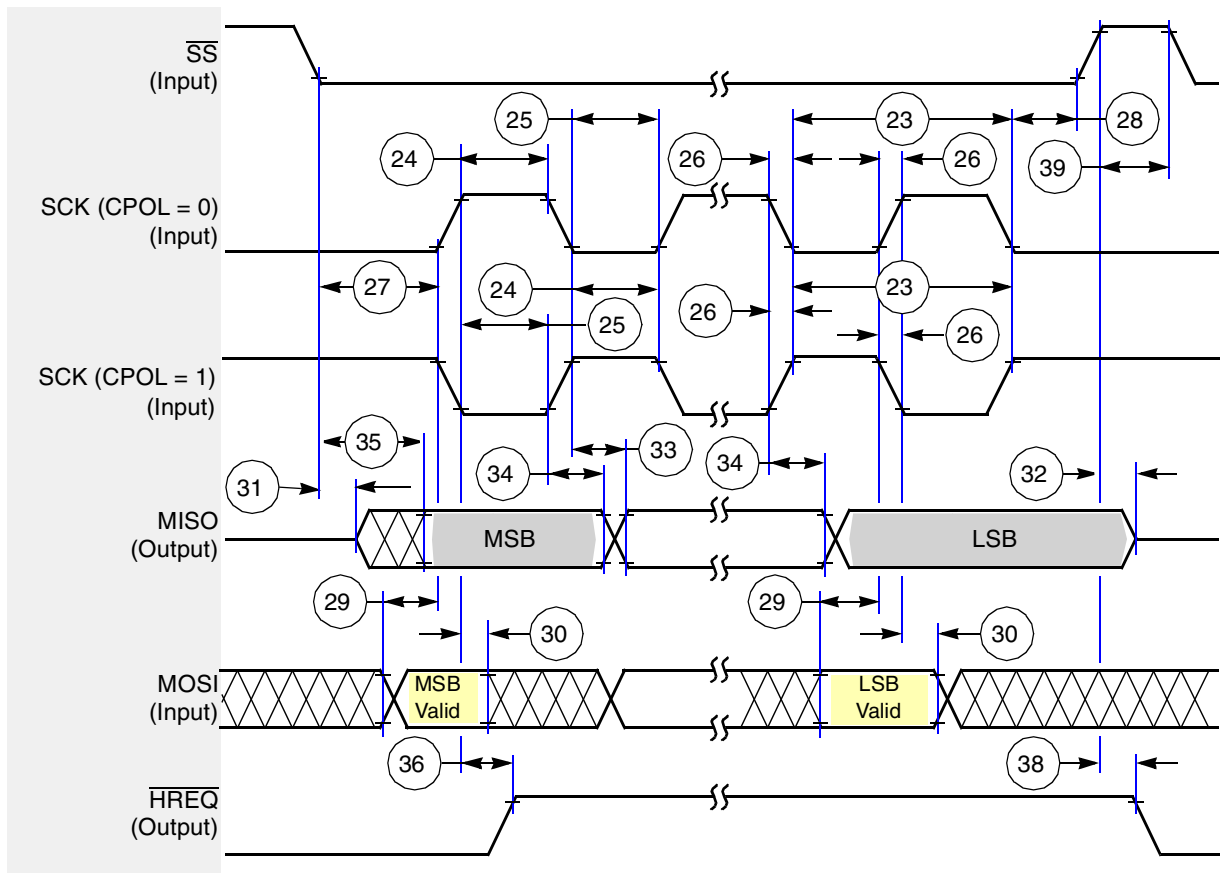 SS
(Input)
25
23
28
24
26
26
39
SCK (CPOL = 0)
(Input)
27
24
23
26
25
26
SCK (CPOL = 1)
(Input)
35
33
34
34
31
32
MISO
(Output)
MSB
LSB
29
29
30
30
MOSI
(Input)
MSB
Valid
LSB
Valid
36
38
HREQ
(Output)